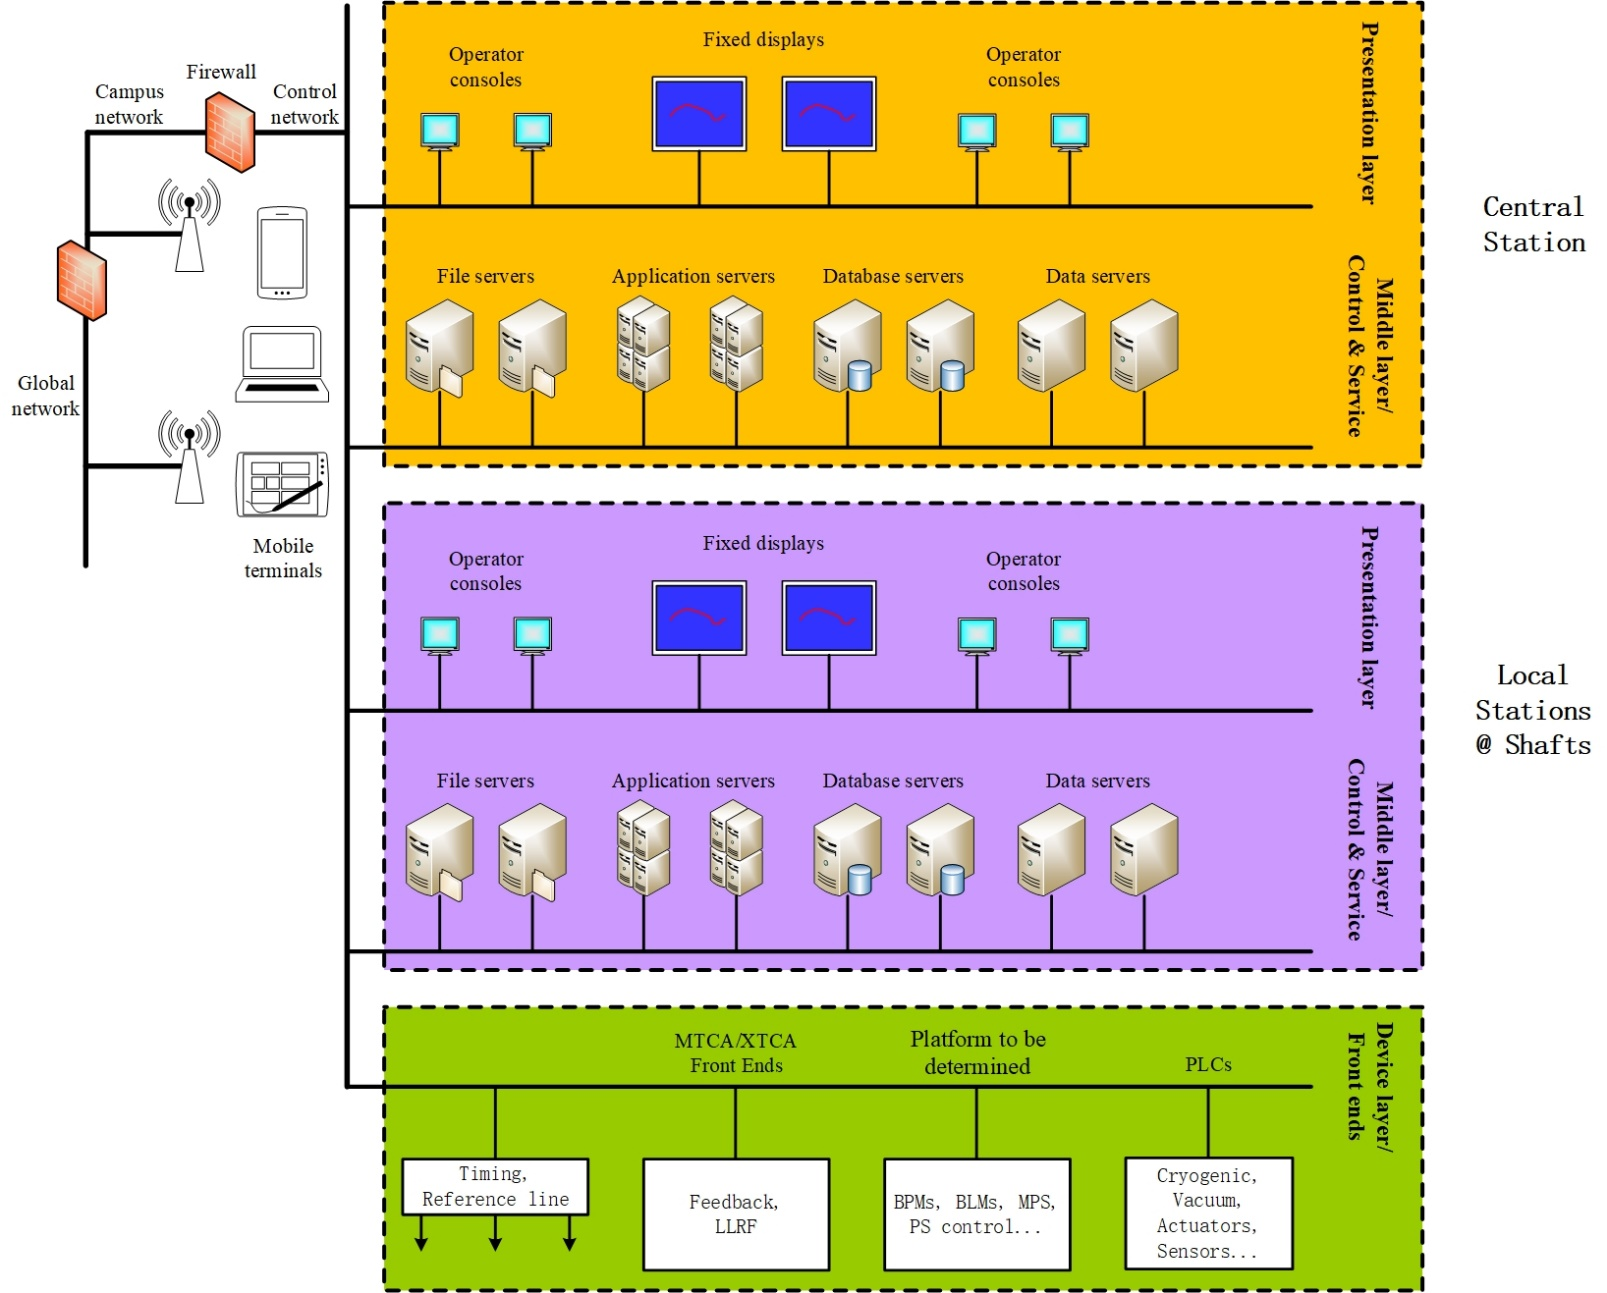 Firewall
Campus
network
Control
network
Global
network
Mobile
terminals
Operator
consoles
Fixed displays
Operator
consoles
Presentation layer
File servers
Application servers
Database servers
Data servers
Middle layer/
Control & Service
Central
Station
Operator
consoles
Fixed displays
Operator
consoles
Presentation layer
File servers
Application servers
Database servers
Data servers
Middle layer/
Control & Service
Local
Stations
@ Shafts
MTCA/XTCA
Front Ends
Platform to be
determined
PLCs
Device layer/
Front ends
Timing,
Reference line
Feedback,
LLRF
BPMs, BLMs, MPS,
PS control...
Cryogenic,
Vacuum,
Actuators,
Sensors...